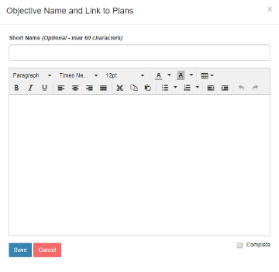 Objective Name and Link to Plans ×
Short Name (Optional - max 60 characters)
Paragraph Times Ne... 12pt A A
B I U
Save Cancel Complete